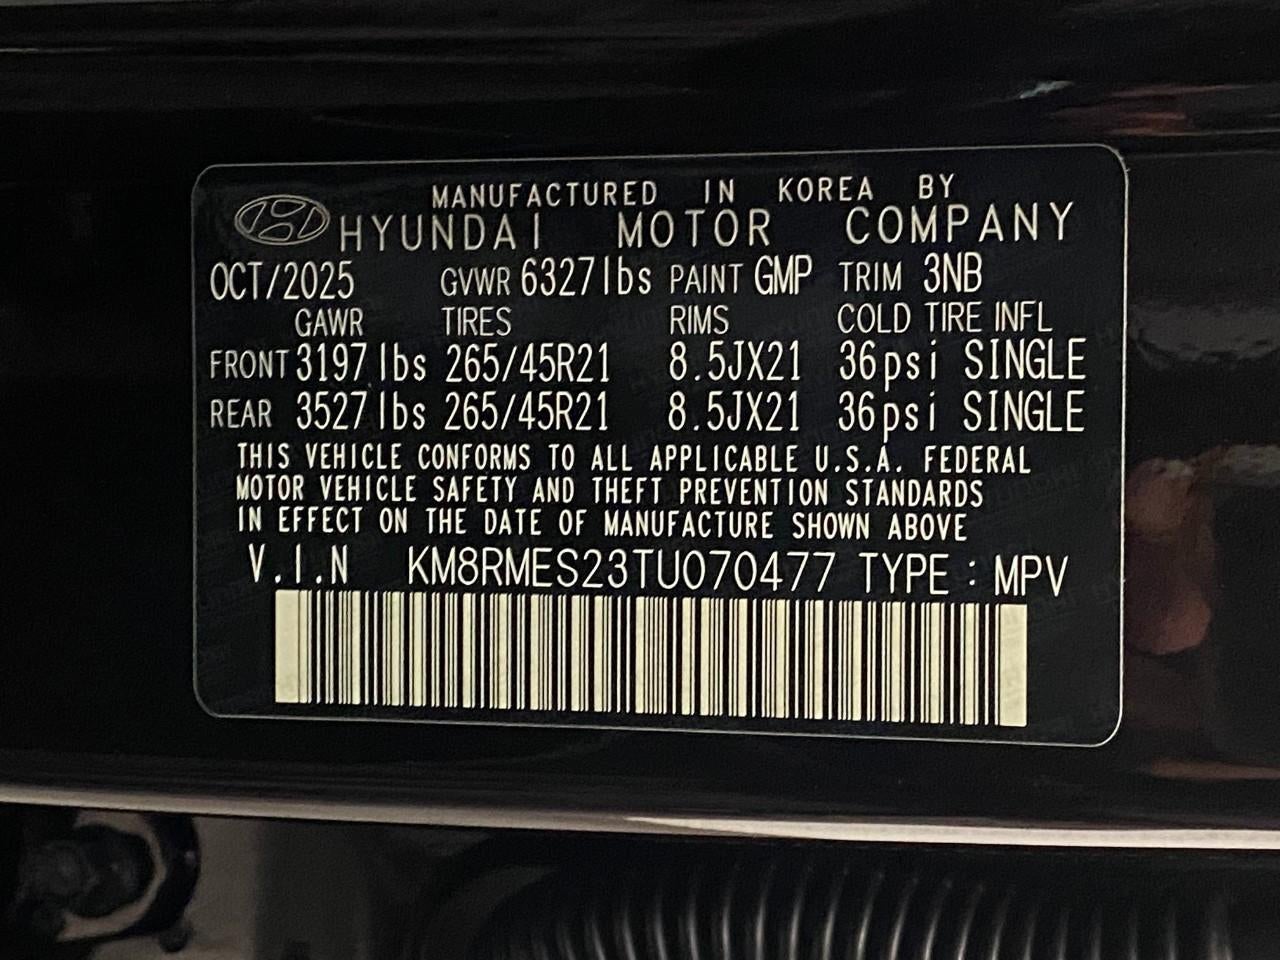 MANUFACTURED IN KOREA BY
HYUNDAI MOTOR COMPANY
OCT/2025 GVWR 6327lbs PAINT GMP TRIM 3NB
GAWR TIRES RIMS COLD TIRE INFL
FRONT 3197lbs 265/45R21 8.5JX21 36psi SINGLE
REAR 3527lbs 265/45R21 8.5JX21 36psi SINGLE
THIS VEHICLE CONFORMS TO ALL APPLICABLE U.S.A. FEDERAL
MOTOR VEHICLE SAFETY AND THEFT PREVENTION STANDARDS
IN EFFECT ON THE DATE OF MANUFACTURE SHOWN ABOVE
V.I.N KM8RMES23TU070477 TYPE : MPV